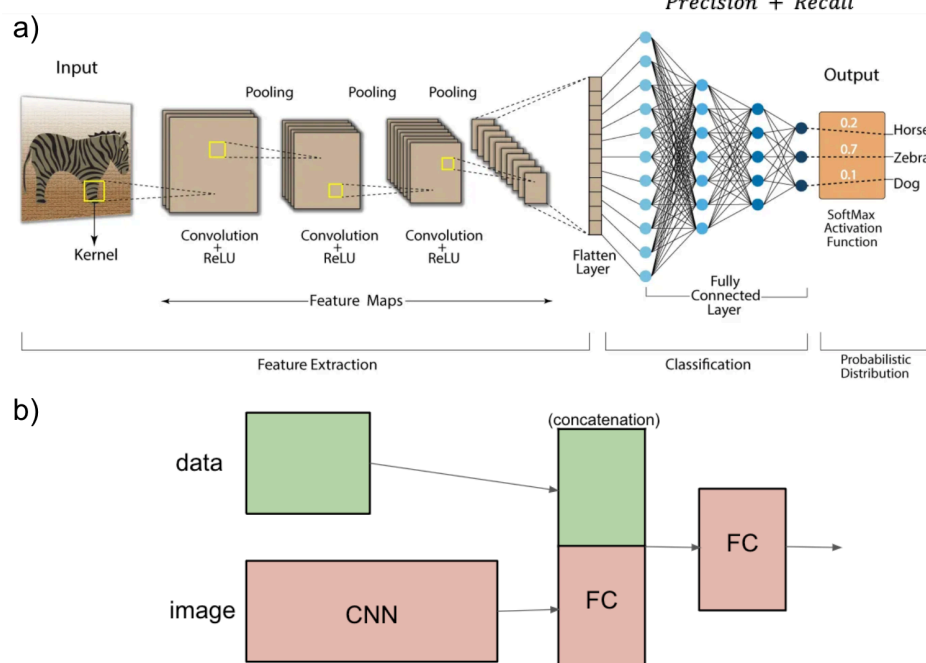 Precision + Recall
a)
Input
Pooling
Pooling
Pooling
Output
0.2
Horse
0.7
Zebra
0.1
Dog
Kernel
Convolution
+
ReLU
Convolution
+
ReLU
Convolution
+
ReLU
Flatten
Layer
SoftMax
Activation
Function
Feature Maps
Fully
Connected
Layer
Feature Extraction
Classification
Probabilistic
Distribution
b)
(concatenation)
data
image
CNN
FC
FC